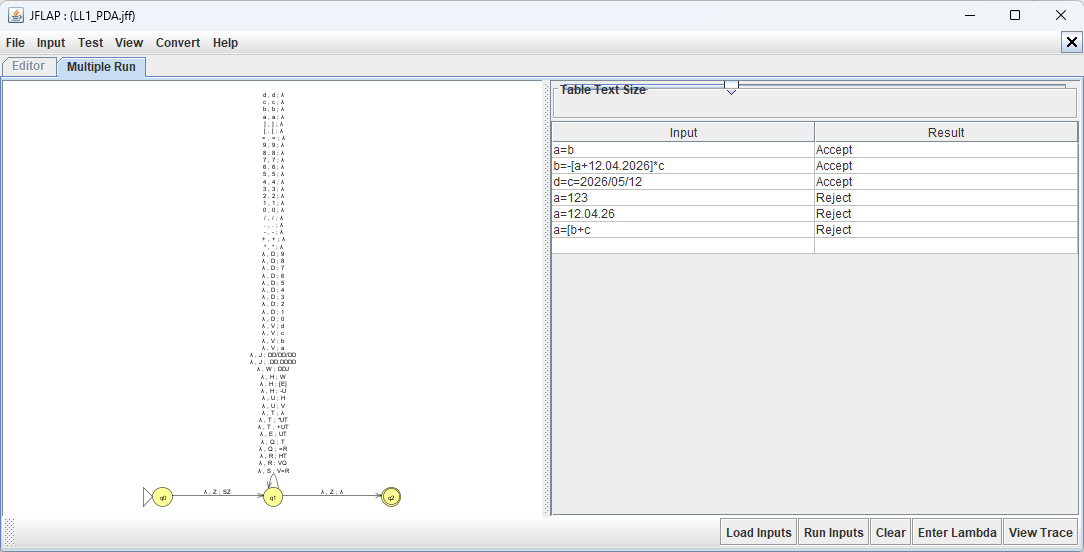 JFLAP : (LL1_PDA.jff)
File Input Test View Convert Help
Editor Multiple Run
d , d ; λ
c , c ; λ
b , b ; λ
a , a ; λ
] , ] ; λ
[ , [ ; λ
= , = ; λ
9 , 9 ; λ
8 , 8 ; λ
7 , 7 ; λ
6 , 6 ; λ
5 , 5 ; λ
4 , 4 ; λ
3 , 3 ; λ
2 , 2 ; λ
1 , 1 ; λ
0 , 0 ; λ
/ , / ; λ
. , . ; λ
- , - ; λ
+ , + ; λ
* , * ; λ
λ , D ; 9
λ , D ; 8
λ , D ; 7
λ , D ; 6
λ , D ; 5
λ , D ; 4
λ , D ; 3
λ , D ; 2
λ , D ; 1
λ , D ; 0
λ , V ; d
λ , V ; c
λ , V ; b
λ , V ; a
λ , J ; DD/DD/DD
λ , J ; .DD.DDDD
λ , W ; DDJ
λ , H ; W
λ , H ; [E]
λ , H ; -U
λ , U ; H
λ , U ; V
λ , T ; λ
λ , T ; *UT
λ , T ; +UT
λ , E ; UT
λ , Q ; T
λ , Q ; =R
λ , R ; HT
λ , R ; VQ
λ , S ; V=R
q0 λ , Z ; SZ q1 λ , Z ; λ q2
Table Text Size
Input Result
a=b Accept
b=-[a+12.04.2026]*c Accept
d=c=2026/05/12 Accept
a=123 Reject
a=12.04.26 Reject
a=[b+c Reject
Load Inputs Run Inputs Clear Enter Lambda View Trace